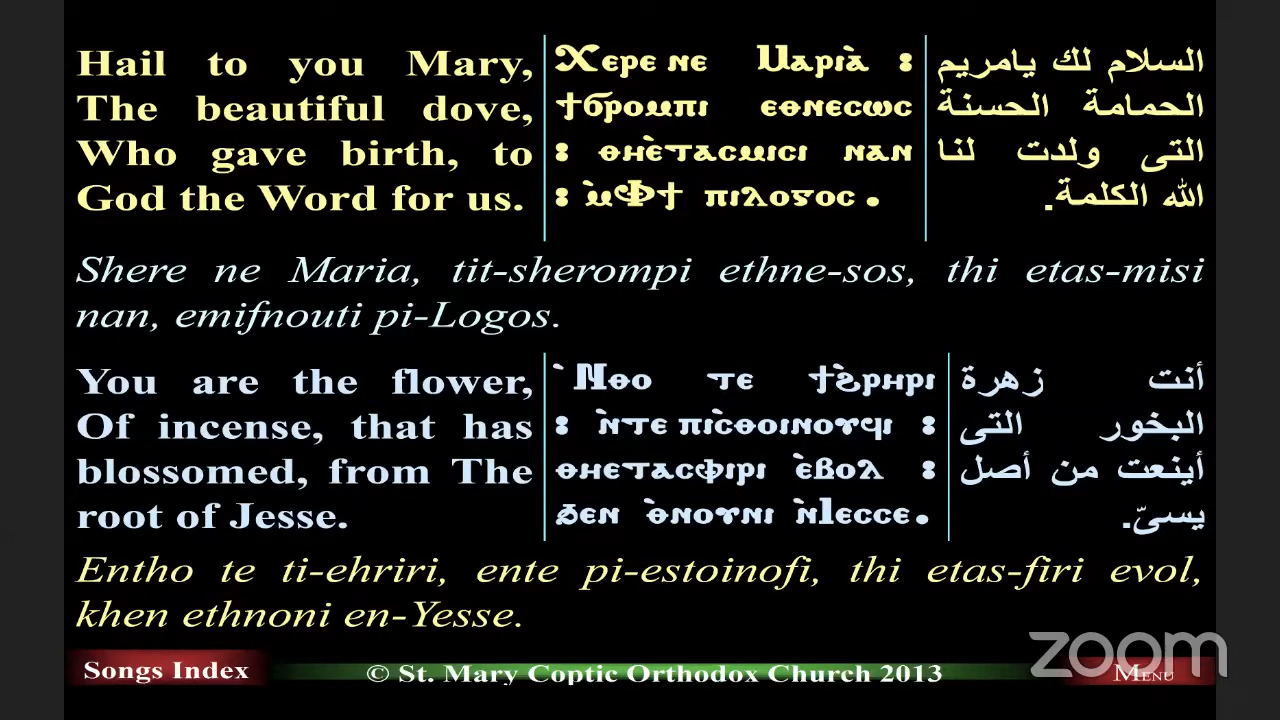 Hail to you Mary,
The beautiful dove,
Who gave birth, to
God the Word for us.
Ⲭⲉⲣⲉ ⲛⲉ Ⲙⲁⲣⲓⲁ̀ :
ϯϭⲣⲟⲙⲡⲓ ⲉⲑⲛⲉⲥⲱⲥ
: ⲑⲏⲉ̀ⲧⲁⲥⲙⲓⲥⲓ ⲛⲁⲛ
: ⲙ̀Ⲫϯ ⲡⲓⲗⲟⲅⲟⲥ .
السلام لك يامريم
الحمامة الحسنة
التى ولدت لنا
الله الكلمة.
Shere ne Maria, tit-sherompi ethne-sos, thi etas-misi
nan, emifnouti pi-Logos.
You are the flower,
Of incense, that has
blossomed, from The
root of Jesse.
̀Ⲛⲑⲟ ⲧⲉ ϯϩ̀ⲣⲏⲣⲓ
: ⲛ̀ⲧⲉ ⲡⲓⲥ̀ⲑⲟⲓⲛⲟⲩϥⲓ :
ⲑⲏⲉⲧⲁⲥⲫⲓⲣⲓ ⲉ̀ⲃⲟⲗ :
ϧⲉⲛ ⲑ̀ⲛⲟⲩⲛⲓ ⲛ̀Ⲓⲉⲥⲥⲉ.
أنت زهرة
البخور التى
أينعت من أصل
يسىّ.
Entho te ti-ehriri, ente pi-estoinofi, thi etas-firi evol,
khen ethnoni en-Yesse.
Songs Index
© St. Mary Coptic Orthodox Church 2013
MENU
zoom